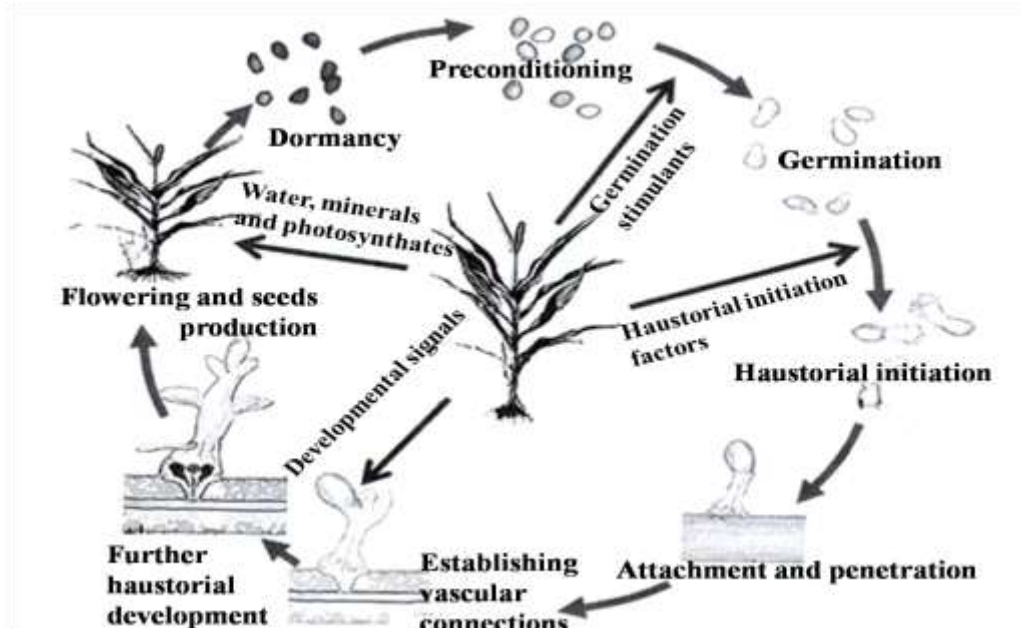 Preconditioning
Dormancy
Germination
Germination
stimulants
Water, minerals
and photosynthates
Flowering and seeds
production
Haustorial initiation
factors
Haustorial initiation
Developmental signals
Attachment and penetration
Establishing
vascular
connections
Further
haustorial
development